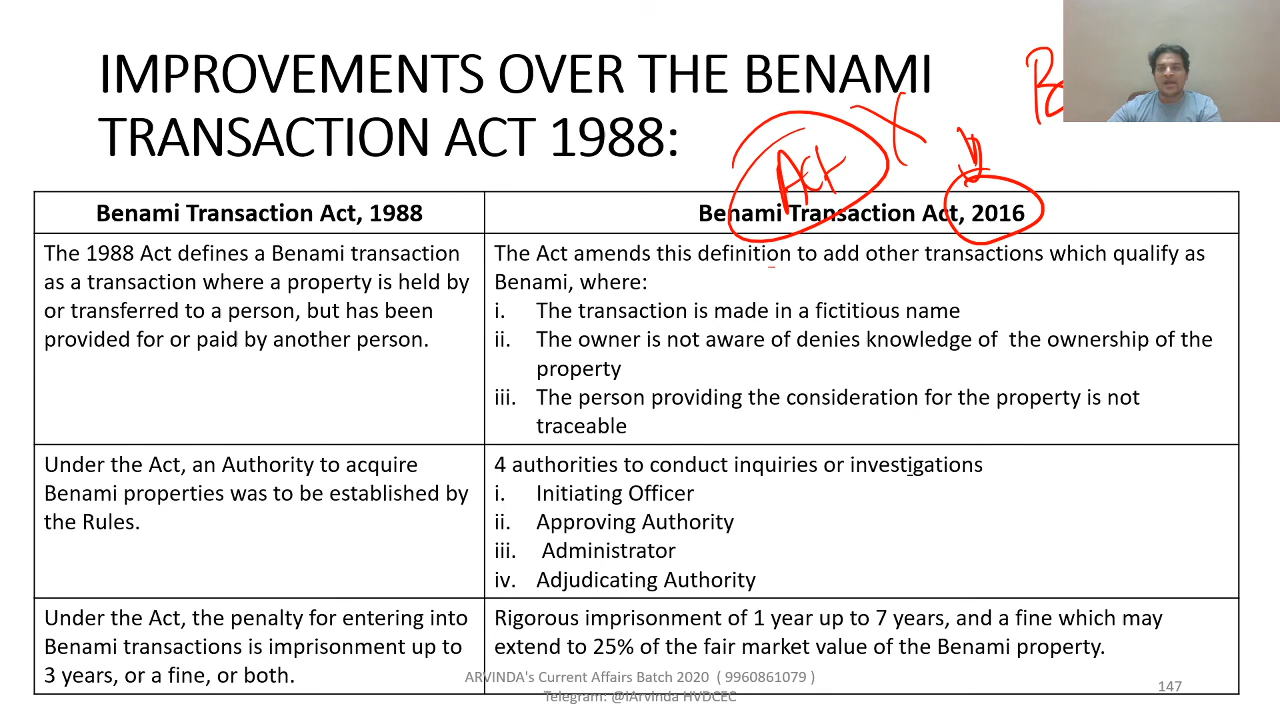 IMPROVEMENTS OVER THE BENAMI
TRANSACTION ACT 1988:
Act
Benami Transaction Act, 1988
Benami Transaction Act, 2016
The 1988 Act defines a Benami transaction
as a transaction where a property is held by
or transferred to a person, but has been
provided for or paid by another person.
The Act amends this definition to add other transactions which qualify as
Benami, where:
i. The transaction is made in a fictitious name
ii. The owner is not aware of denies knowledge of the ownership of the
property
iii. The person providing the consideration for the property is not
traceable
Under the Act, an Authority to acquire
Benami properties was to be established by
the Rules.
4 authorities to conduct inquiries or investigations
i. Initiating Officer
ii. Approving Authority
iii. Administrator
iv. Adjudicating Authority
Under the Act, the penalty for entering into
Benami transactions is imprisonment up to
3 years, or a fine, or both.
Rigorous imprisonment of 1 year up to 7 years, and a fine which may
extend to 25% of the fair market value of the Benami property.
ARVINDA's Current Affairs Batch 2020 ( 9960861079 )
Telegram: @iArvinda HVDCEC
147